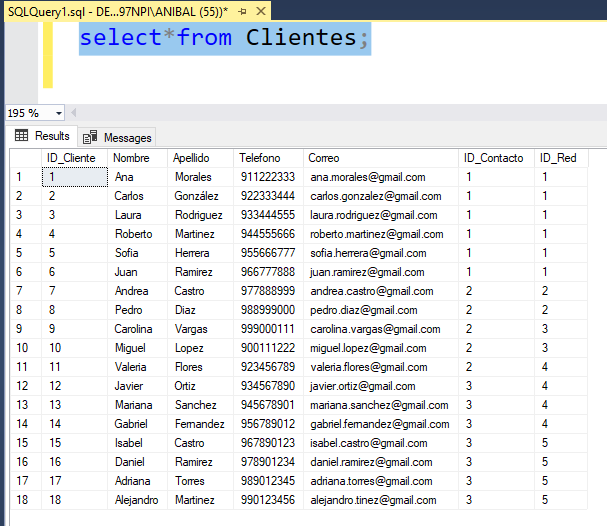 SQLQuery1.sql - DE...97NPI\ANIBAL (55))*
select*from Clientes;
195 %
Results Messages
ID_Cliente Nombre Apellido Telefono Correo ID_Contacto ID_Red
1 1 Ana Morales 911222333 ana.morales@gmail.com 1 1
2 2 Carlos González 922333444 carlos.gonzalez@gmail.com 1 1
3 3 Laura Rodriguez 933444555 laura.rodriguez@gmail.com 1 1
4 4 Roberto Martinez 944555666 roberto.martinez@gmail.com 1 1
5 5 Sofia Herrera 955666777 sofia.herrera@gmail.com 1 1
6 6 Juan Ramirez 966777888 juan.ramirez@gmail.com 1 1
7 7 Andrea Castro 977888999 andrea.castro@gmail.com 2 2
8 8 Pedro Diaz 988999000 pedro.diaz@gmail.com 2 2
9 9 Carolina Vargas 999000111 carolina.vargas@gmail.com 2 3
10 10 Miguel Lopez 900111222 miguel.lopez@gmail.com 2 3
11 11 Valeria Flores 923456789 valeria.flores@gmail.com 2 4
12 12 Javier Ortiz 934567890 javier.ortiz@gmail.com 3 4
13 13 Mariana Sanchez 945678901 mariana.sanchez@gmail.com 3 4
14 14 Gabriel Fernandez 956789012 gabriel.fernandez@gmail.com 3 4
15 15 Isabel Castro 967890123 isabel.castro@gmail.com 3 5
16 16 Daniel Ramirez 978901234 daniel.ramirez@gmail.com 3 5
17 17 Adriana Torres 989012345 adriana.torres@gmail.com 3 5
18 18 Alejandro Martinez 990123456 alejandro.tinez@gmail.com 3 5